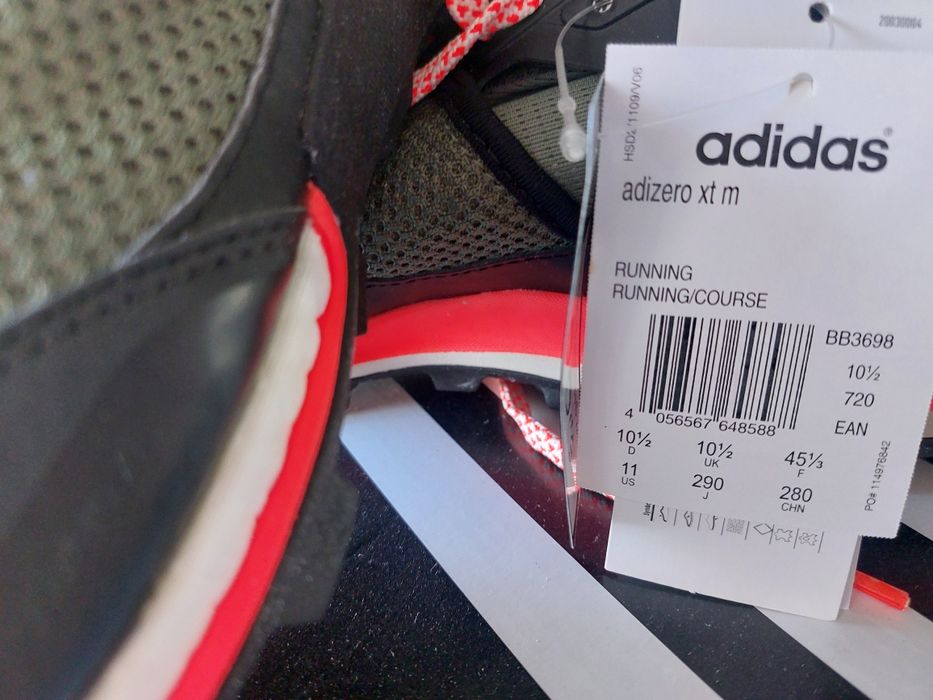 20030004
HSD2/1109/V06
adidas®
adizero xt m
RUNNING
RUNNING/COURSE
BB3698
10½
720
EAN
4 056567 648588
10½ 10½ 45⅓
D UK F
11 290 280
US J CHN
PO# 114976842